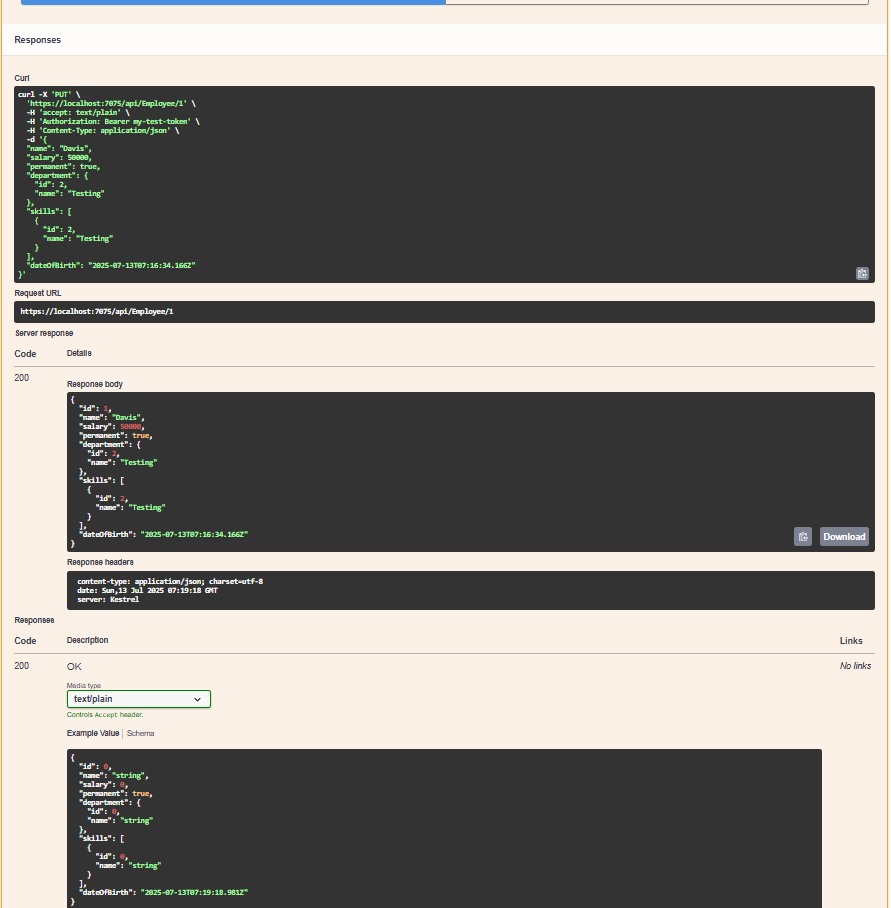 Responses
Curl
curl -X 'PUT' \
  'https://localhost:7075/api/Employee/1' \
  -H 'accept: text/plain' \
  -H 'Authorization: Bearer my-test-token' \
  -H 'Content-Type: application/json' \
  -d '{
  "name": "Davis",
  "salary": 50000,
  "permanent": true,
  "department": {
    "id": 2,
    "name": "Testing"
  },
  "skills": [
    {
      "id": 2,
      "name": "Testing"
    }
  ],
  "dateOfBirth": "2025-07-13T07:16:34.166Z"
}'
Request URL
https://localhost:7075/api/Employee/1
Server response
Code Details
200
Response body
{
  "id": 1,
  "name": "Davis",
  "salary": 50000,
  "permanent": true,
  "department": {
    "id": 2,
    "name": "Testing"
  },
  "skills": [
    {
      "id": 2,
      "name": "Testing"
    }
  ],
  "dateOfBirth": "2025-07-13T07:16:34.166Z"
}
Download
Response headers
content-type: application/json; charset=utf-8
date: Sun,13 Jul 2025 07:19:18 GMT
server: Kestrel
Responses
Code Description Links
200 OK No links
Media type
text/plain
Controls Accept header.
Example Value Schema
{
  "id": 0,
  "name": "string",
  "salary": 0,
  "permanent": true,
  "department": {
    "id": 0,
    "name": "string"
  },
  "skills": [
    {
      "id": 0,
      "name": "string"
    }
  ],
  "dateOfBirth": "2025-07-13T07:19:18.981Z"
}